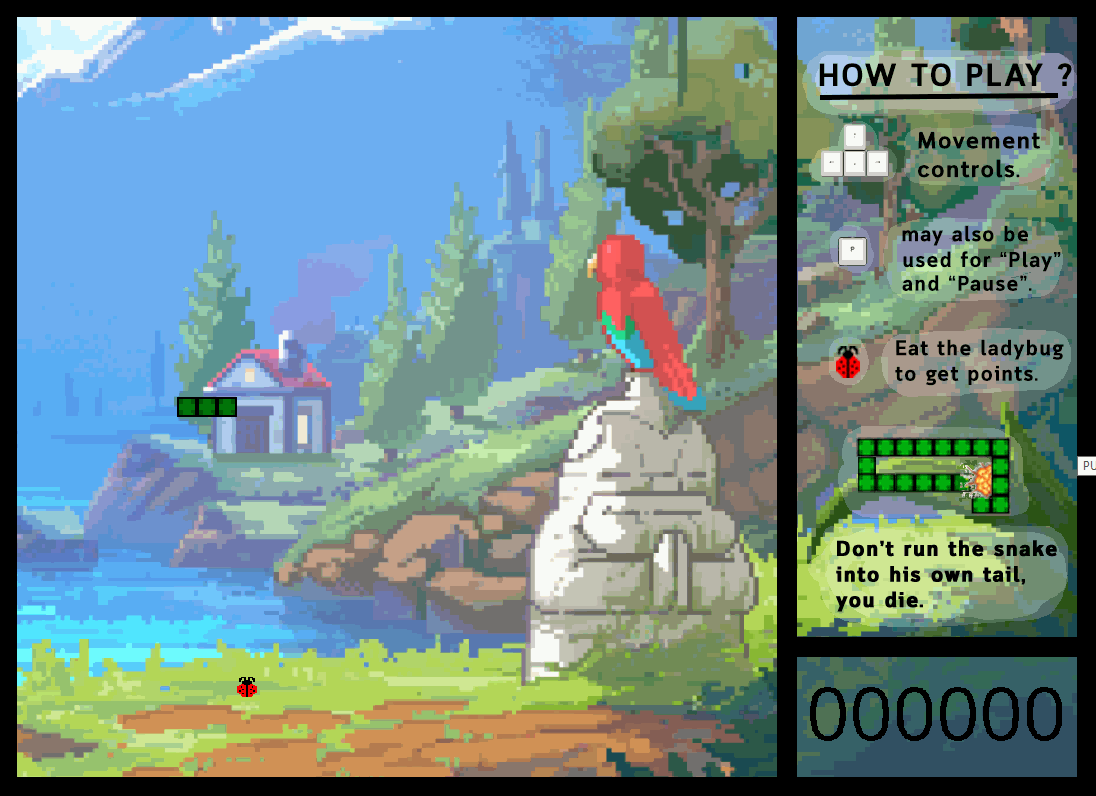 HOW TO PLAY ?
Movement
controls.
P
may also be
used for “Play”
and “Pause”.
Eat the ladybug
to get points.
PU
Don't run the snake
into his own tail,
you die.
000000